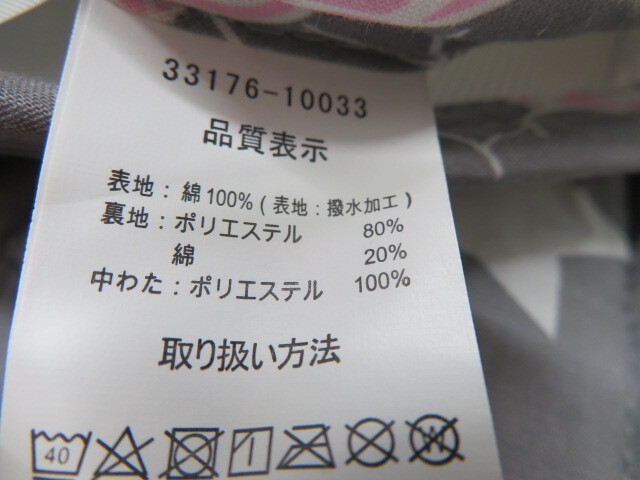 33176-10033
品質表示
表地：綿100%(表地：撥水加工)
裏地：ポリエステル 80%
綿 20%
中わた：ポリエステル 100%
取り扱い方法
40
W